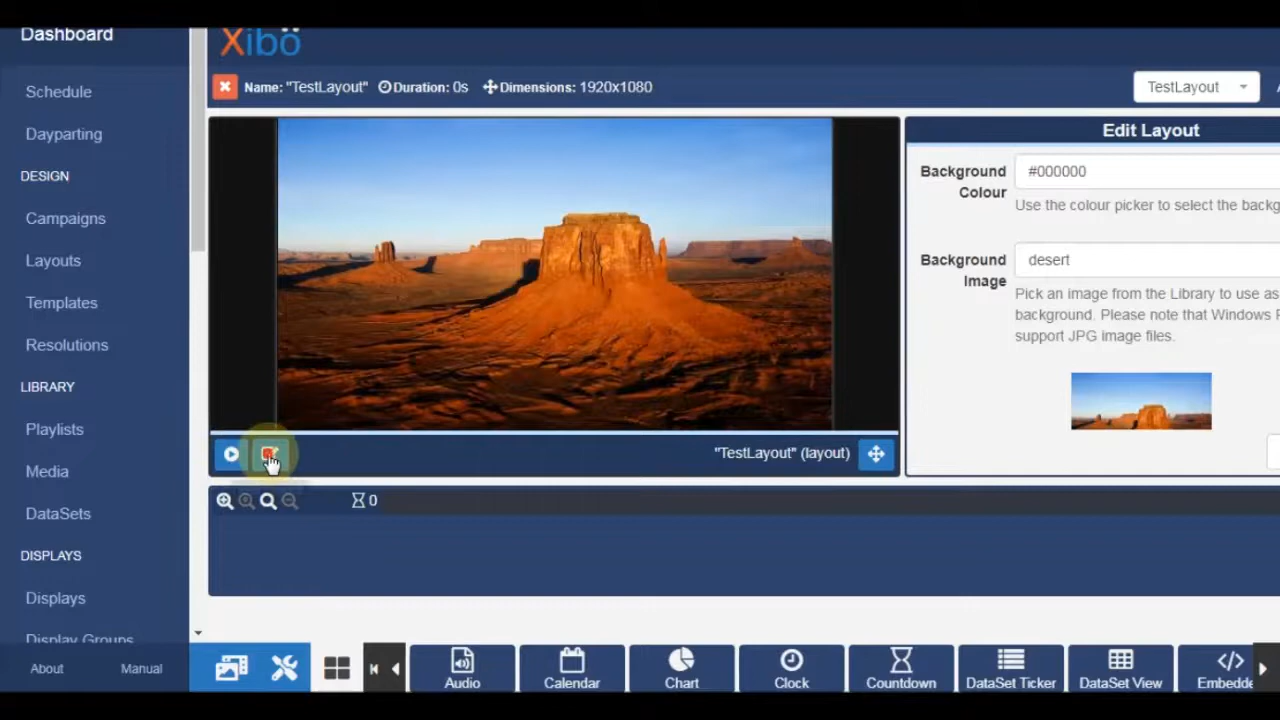 Dashboard
Schedule
Dayparting
DESIGN
Campaigns
Layouts
Templates
Resolutions
LIBRARY
Playlists
Media
DataSets
DISPLAYS
Displays
Display Groups
About
Manual
Xibo
Name: "TestLayout" Duration: 0s Dimensions: 1920x1080
TestLayout
"TestLayout" (layout)
Edit Layout
Background Colour
#000000
Use the colour picker to select the backg
Background Image
desert
Pick an image from the Library to use as
background. Please note that Windows
support JPG image files.
0
Audio
Calendar
Chart
Clock
Countdown
DataSet Ticker
DataSet View
Embedde